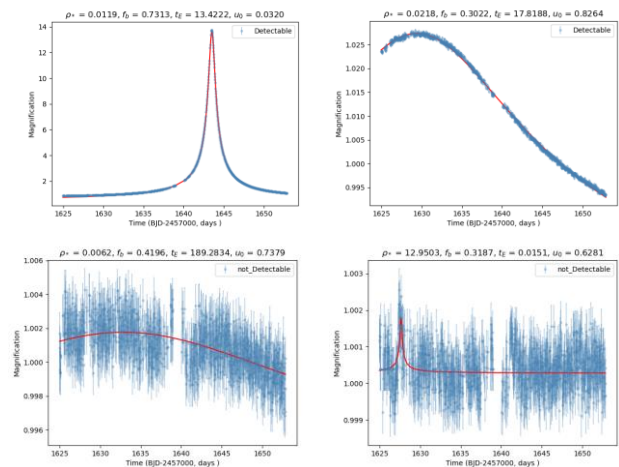 ρ* = 0.0119, f_b = 0.7313, t_E = 13.4222, u_0 = 0.0320
Detectable
Magnification
14
12
10
8
6
4
2
1625 1630 1635 1640 1645 1650
Time (BJD-2457000, days )
ρ* = 0.0218, f_b = 0.3022, t_E = 17.8188, u_0 = 0.8264
Detectable
Magnification
1.025
1.020
1.015
1.010
1.005
1.000
0.995
1625 1630 1635 1640 1645 1650
Time (BJD-2457000, days )
ρ* = 0.0062, f_b = 0.4196, t_E = 189.2834, u_0 = 0.7379
not_Detectable
Magnification
1.006
1.004
1.002
1.000
0.998
0.996
1625 1630 1635 1640 1645 1650
Time (BJD-2457000, days )
ρ* = 12.9503, f_b = 0.3187, t_E = 0.0151, u_0 = 0.6281
not_Detectable
Magnification
1.003
1.002
1.001
1.000
0.999
1625 1630 1635 1640 1645 1650
Time (BJD-2457000, days )